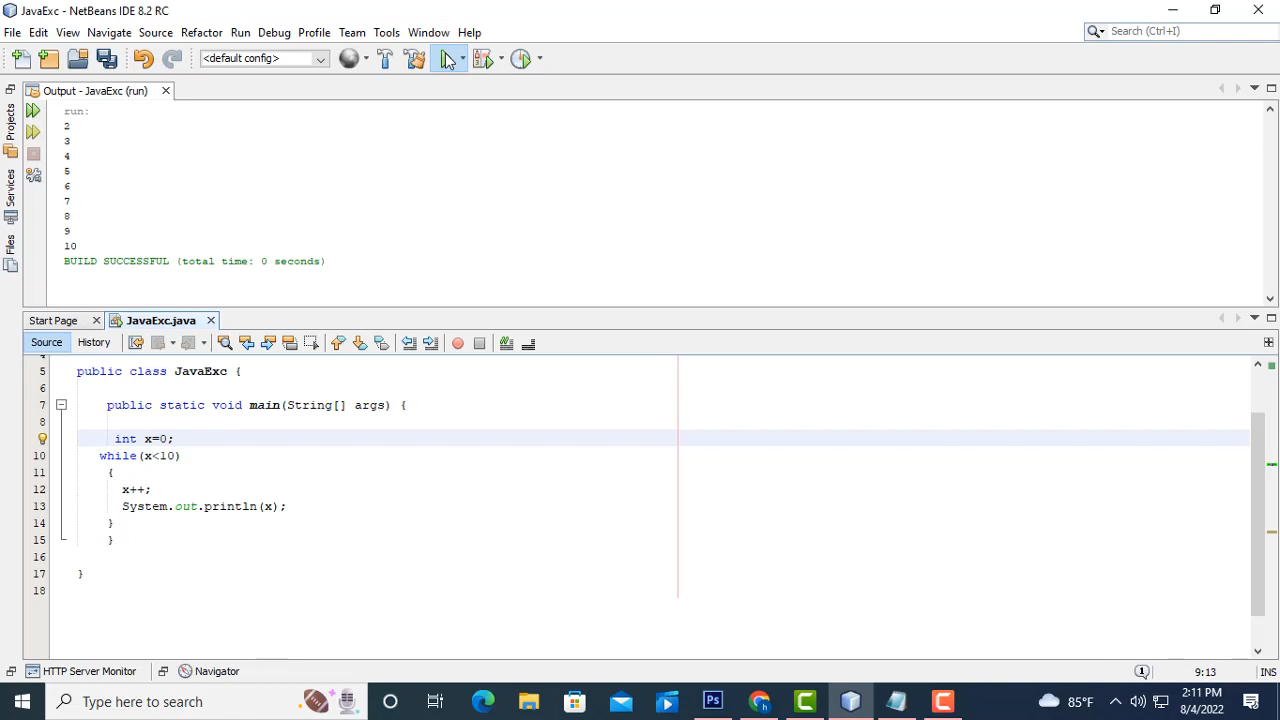 JavaExc - NetBeans IDE 8.2 RC
File Edit View Navigate Source Refactor Run Debug Profile Team Tools Window Help
Search (Ctrl+I)
<default config>
Output - JavaExc (run)
Projects
Services
Files
run:
2
3
4
5
6
7
8
9
10
BUILD SUCCESSFUL (total time: 0 seconds)
Start Page JavaExc.java
Source History
5 public class JavaExc {
6
7 public static void main(String[] args) {
8
int x=0;
10 while(x<10)
11 {
12 x++;
13 System.out.println(x);
14 }
15 }
16
17 }
18
HTTP Server Monitor Navigator 1 9:13 INS
Type here to search Ps 85°F 2:11 PM
8/4/2022